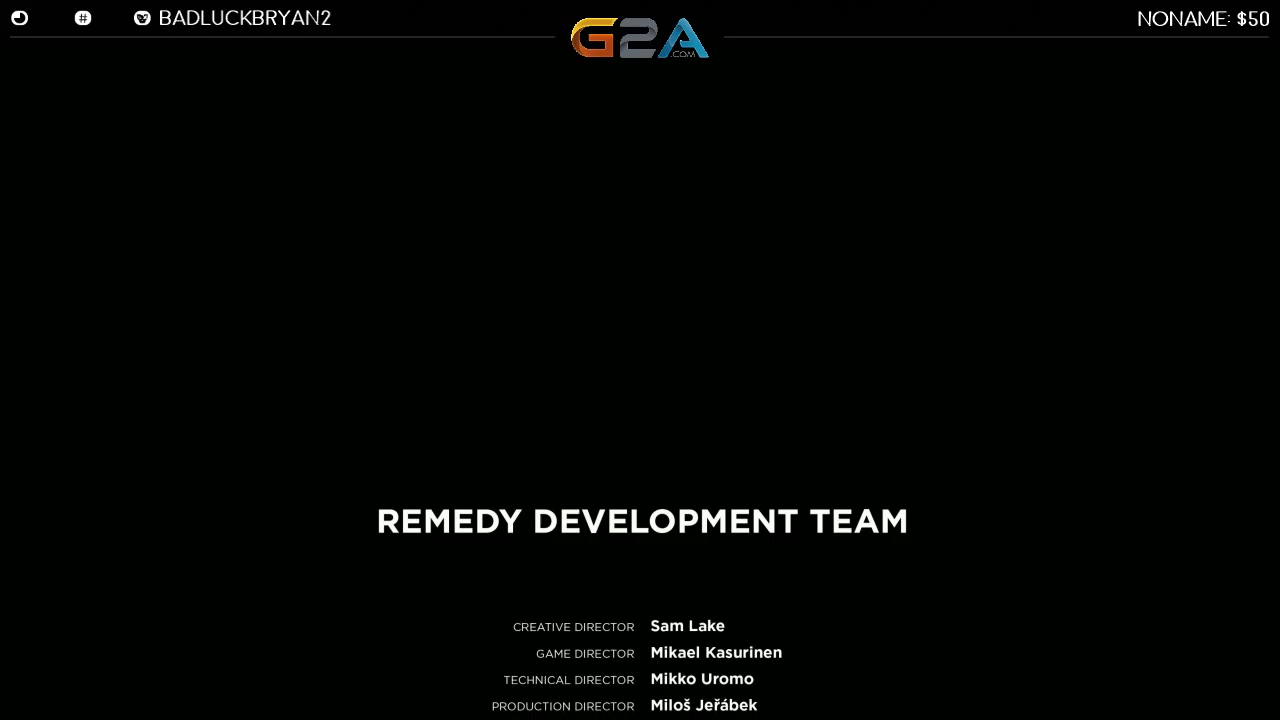 # BADLUCKBRYAN2
G2A
.COM
NONAME: $50
REMEDY DEVELOPMENT TEAM
CREATIVE DIRECTOR Sam Lake
GAME DIRECTOR Mikael Kasurinen
TECHNICAL DIRECTOR Mikko Uromo
PRODUCTION DIRECTOR Miloš Jeřábek